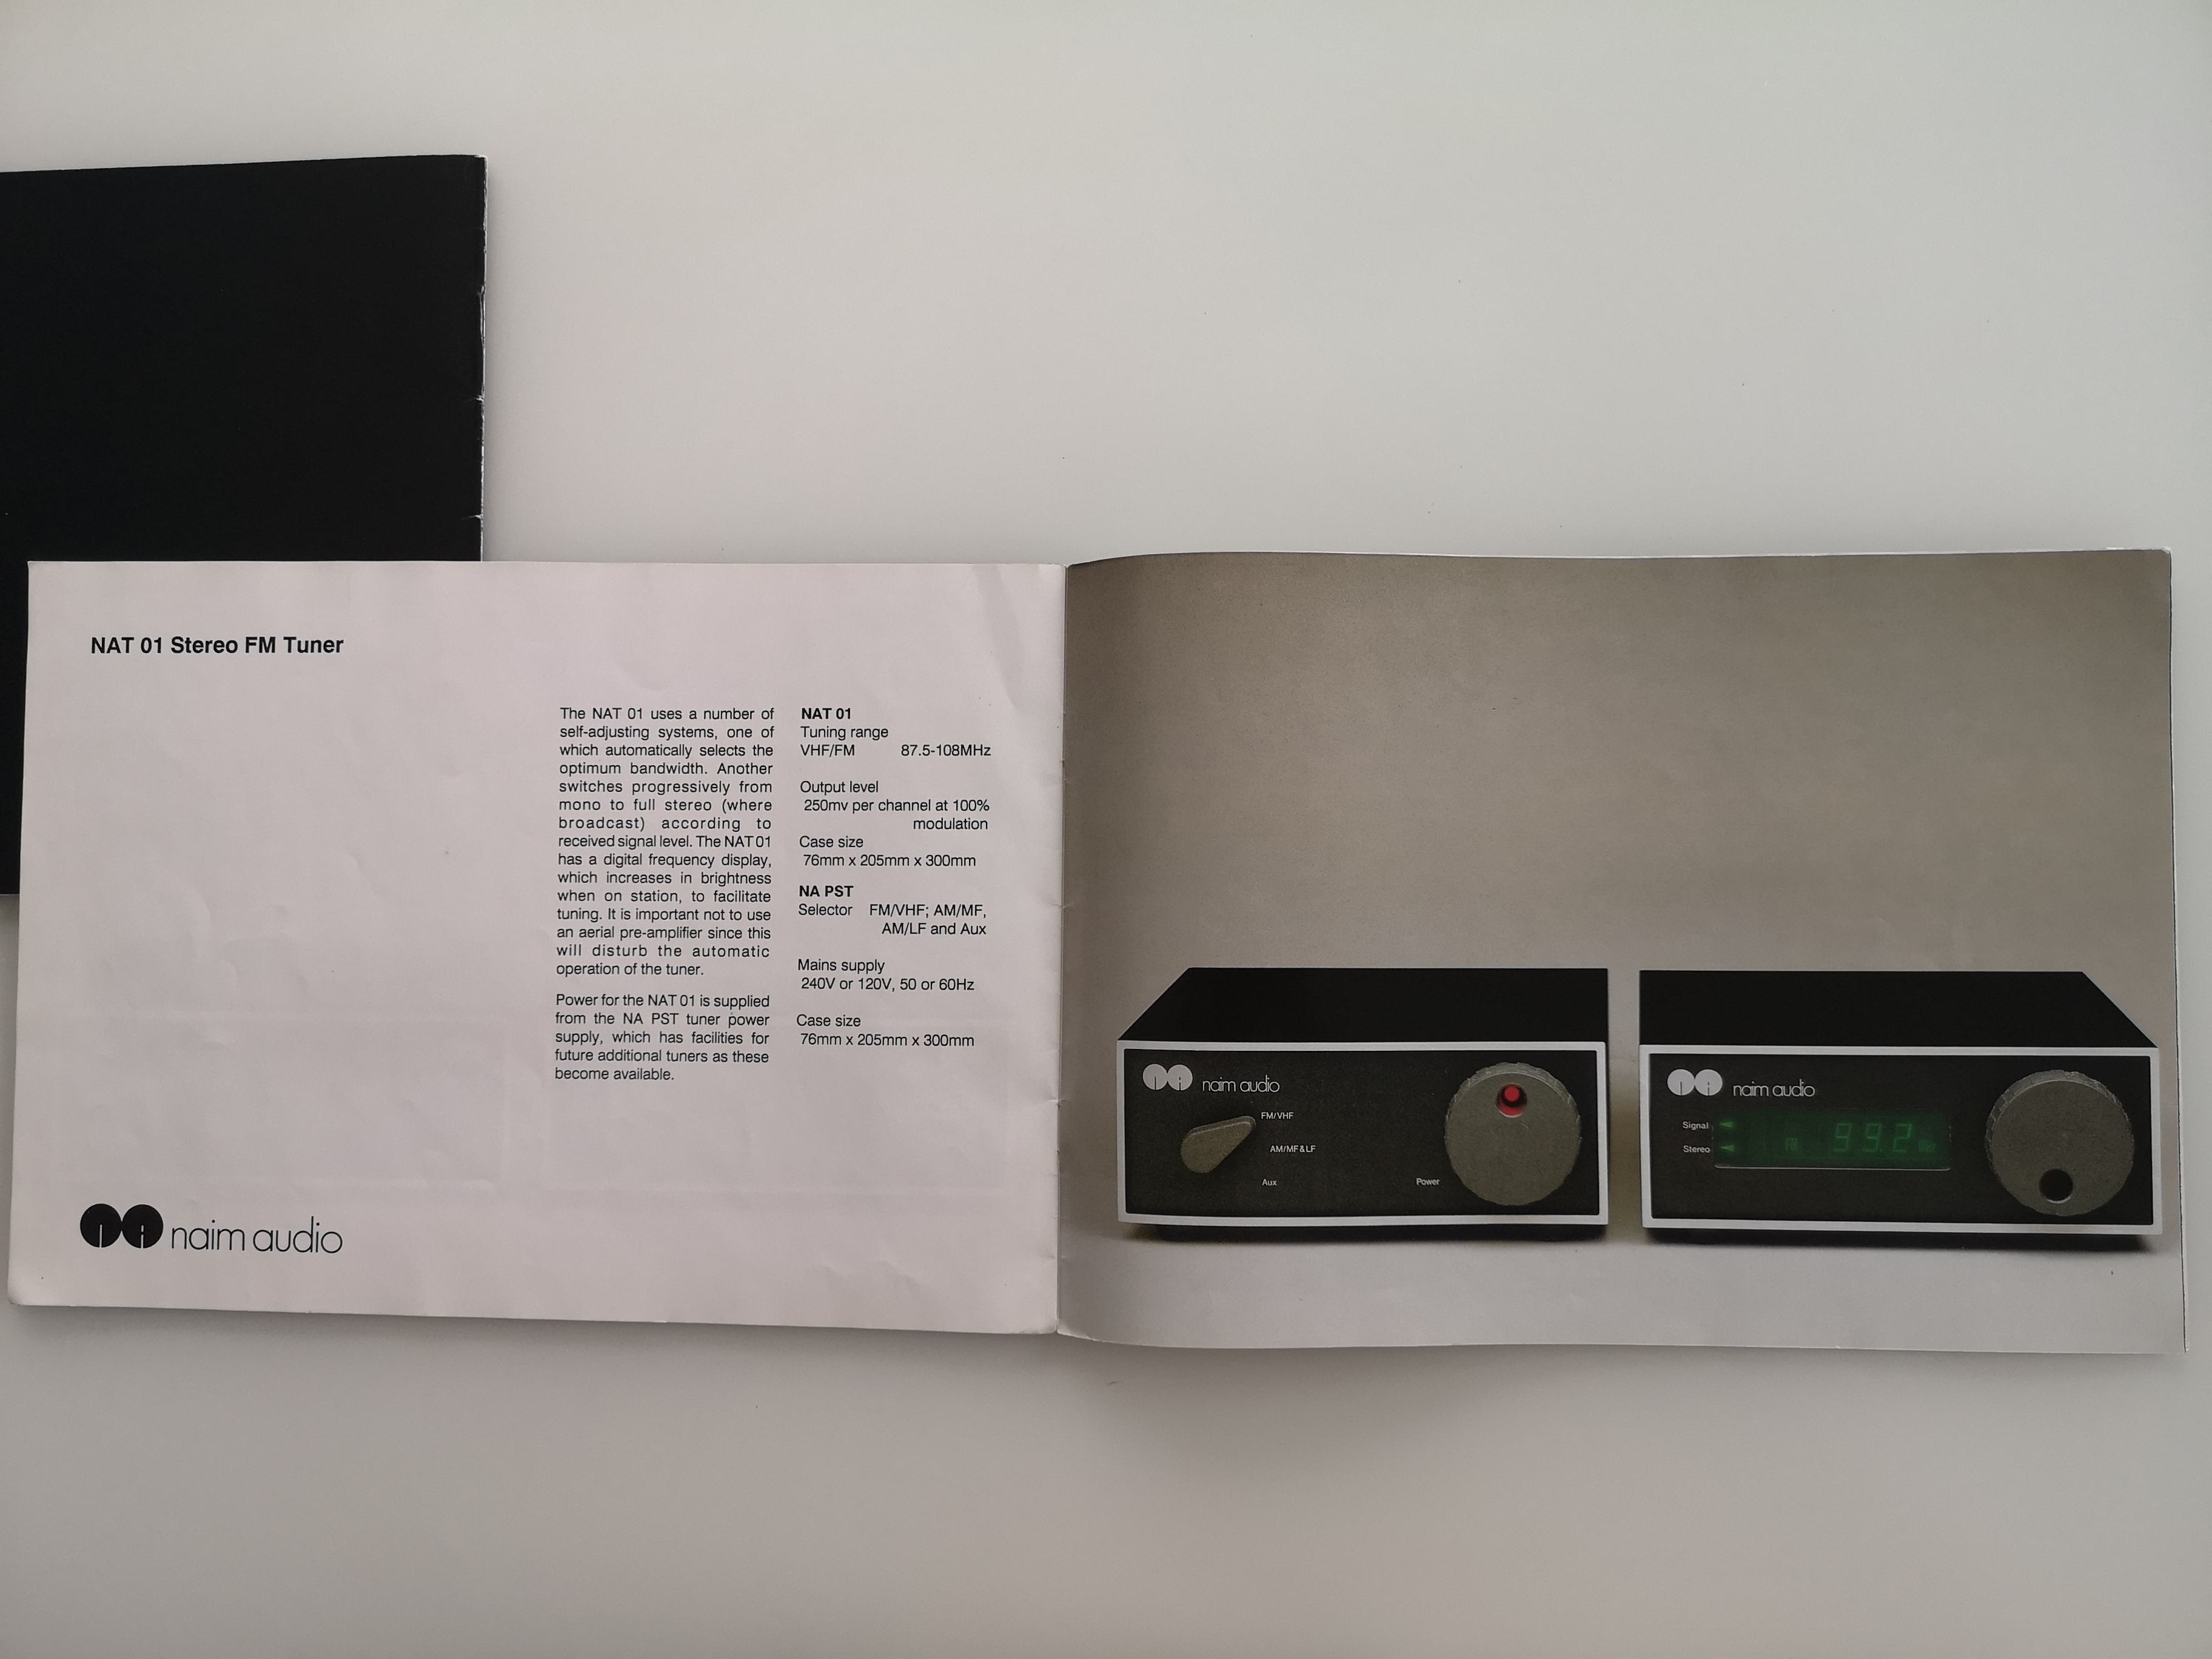 NAT 01 Stereo FM Tuner
The NAT 01 uses a number of
self-adjusting systems, one of
which automatically selects the
optimum bandwidth. Another
switches progressively from
mono to full stereo (where
broadcast) according to
received signal level. The NAT 01
has a digital frequency display,
which increases in brightness
when on station, to facilitate
tuning. It is important not to use
an aerial pre-amplifier since this
will disturb the automatic
operation of the tuner.
Power for the NAT 01 is supplied
from the NA PST tuner power
supply, which has facilities for
future additional tuners as these
become available.
NAT 01
Tuning range
VHF/FM 87.5-108MHz
Output level
250mv per channel at 100%
modulation
Case size
76mm x 205mm x 300mm
NA PST
Selector FM/VHF; AM/MF,
AM/LF and Aux
Mains supply
240V or 120V, 50 or 60Hz
Case size
76mm x 205mm x 300mm
naim audio
naim audio
FM/VHF
AM/MF&LF
Aux
Power
naim audio
Signal
Stereo
FM 99.2